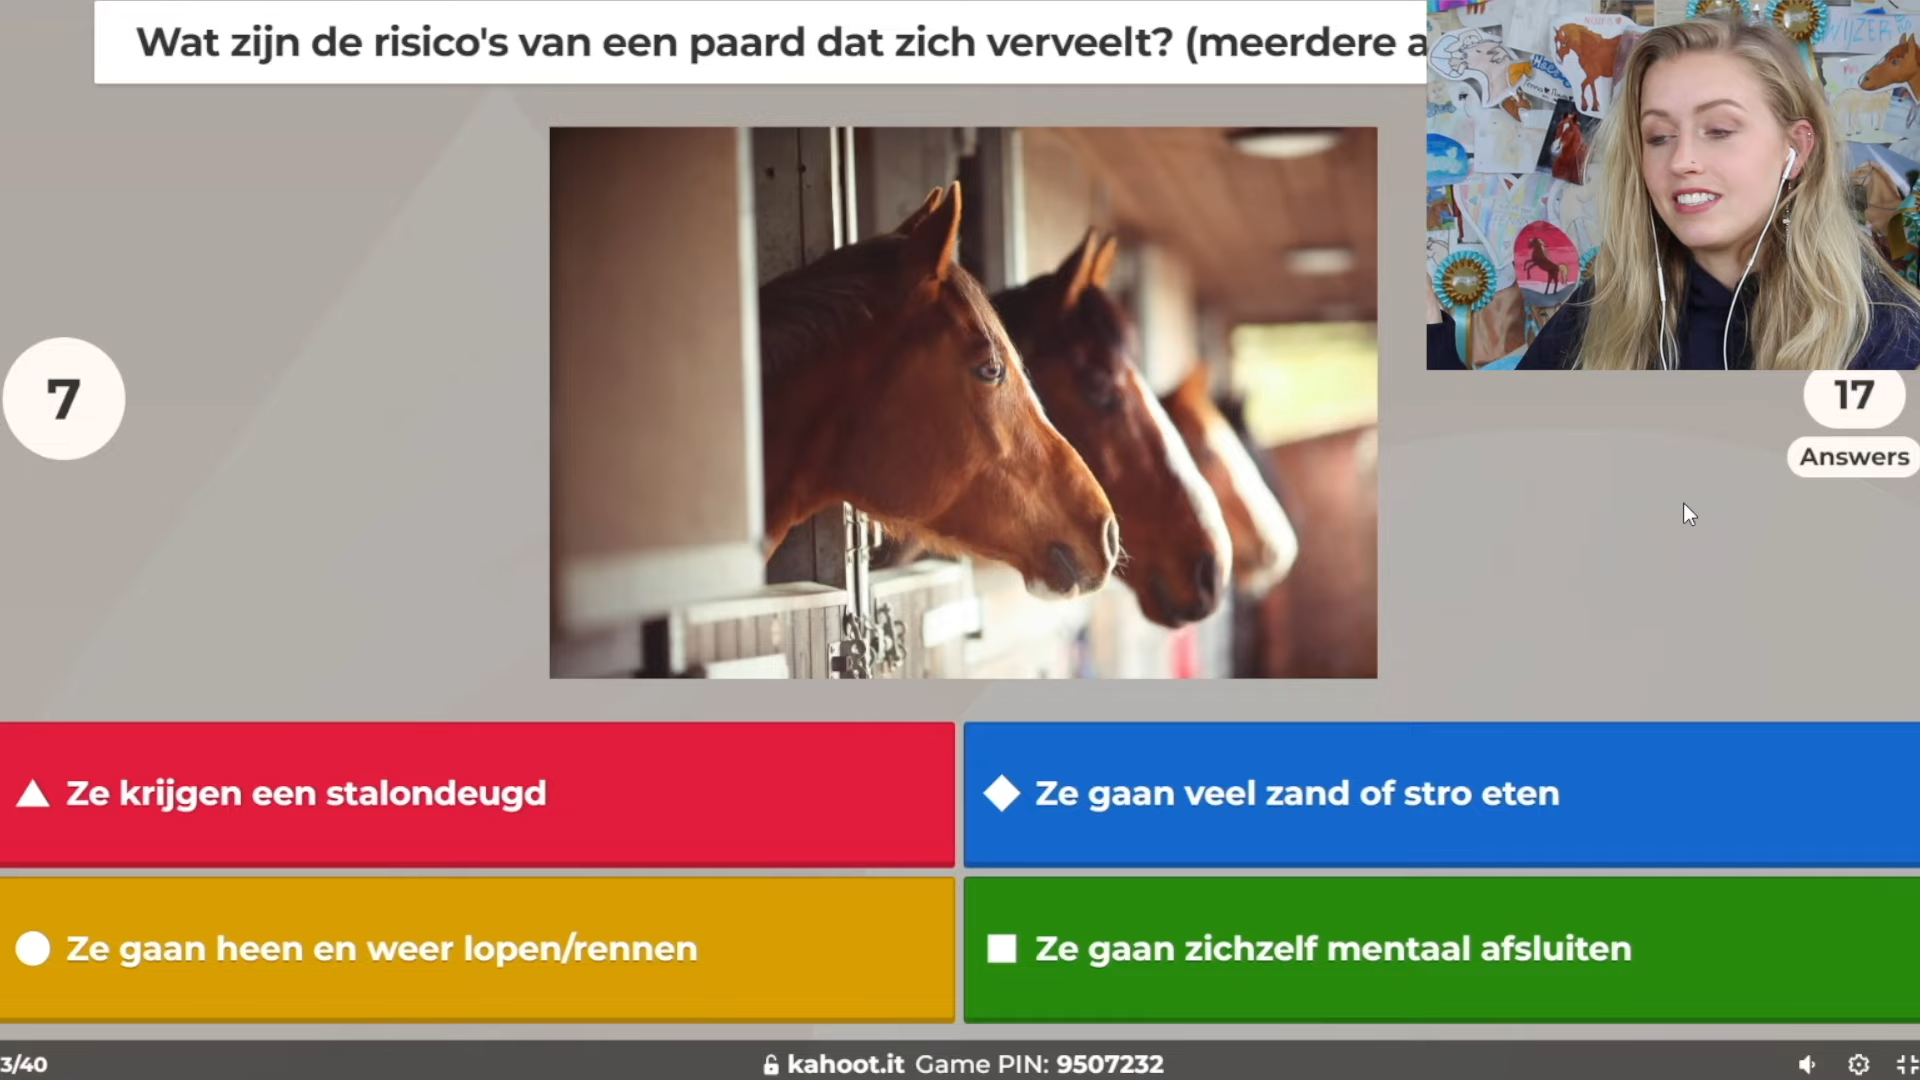 Wat zijn de risico's van een paard dat zich verveelt? (meerdere a
7
17
Answers
Ze krijgen een stalondeugd
Ze gaan veel zand of stro eten
Ze gaan heen en weer lopen/rennen
Ze gaan zichzelf mentaal afsluiten
3/40
kahoot.it Game PIN: 9507232